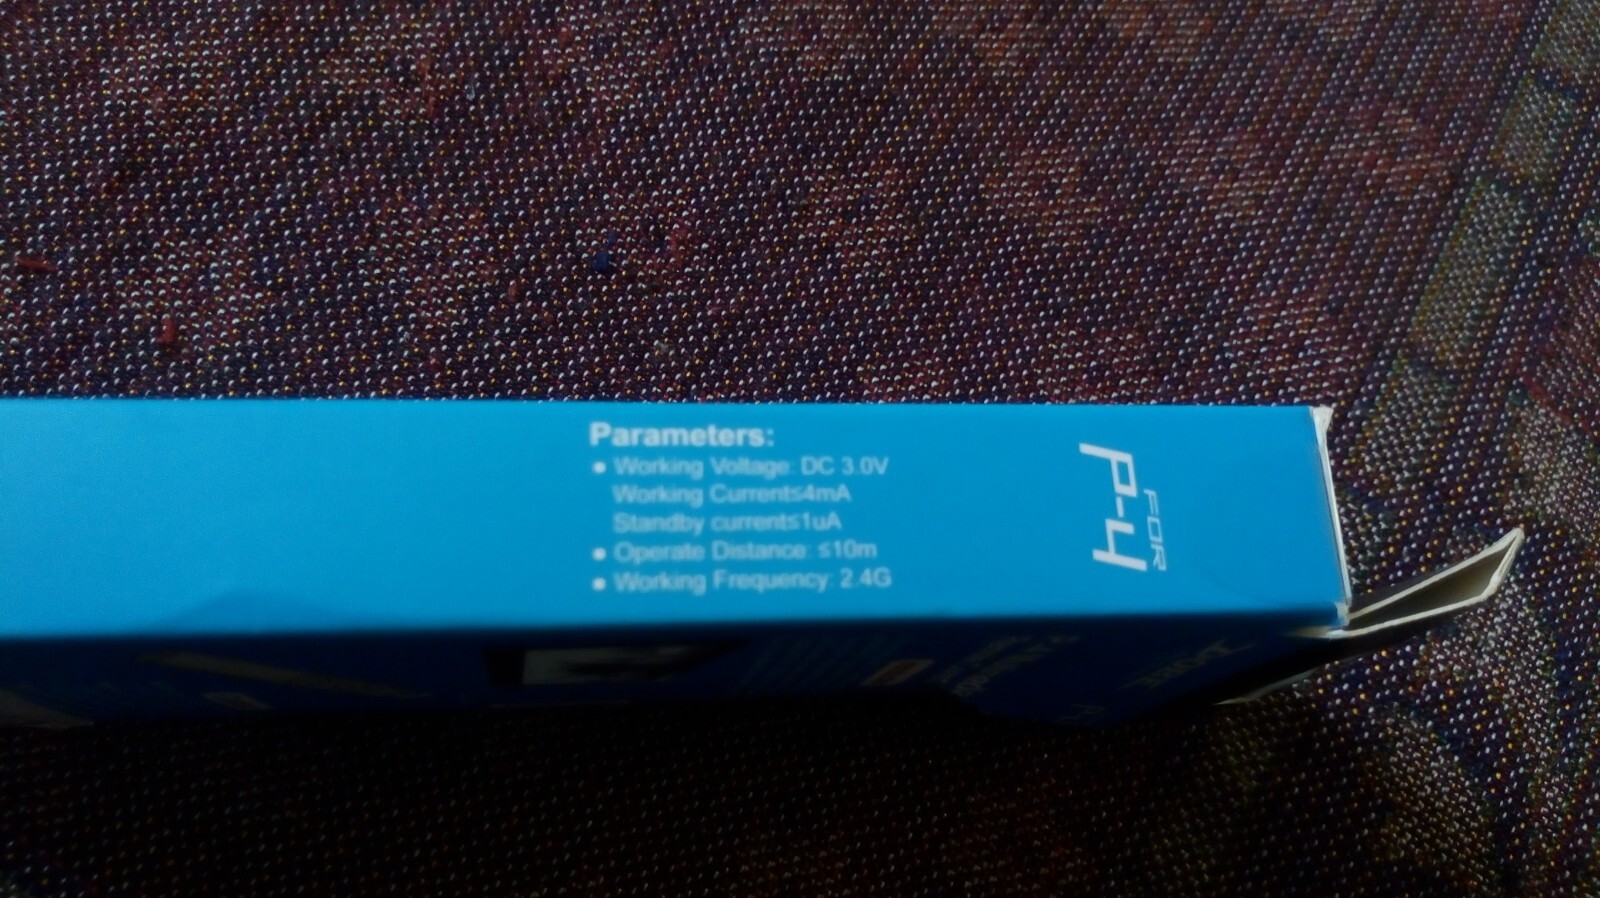 Parameters:
• Working Voltage: DC 3.0V
Working Current≤4mA
Standby current≤1uA
• Operate Distance: ≤10m
• Working Frequency: 2.4G
FOR
P-4